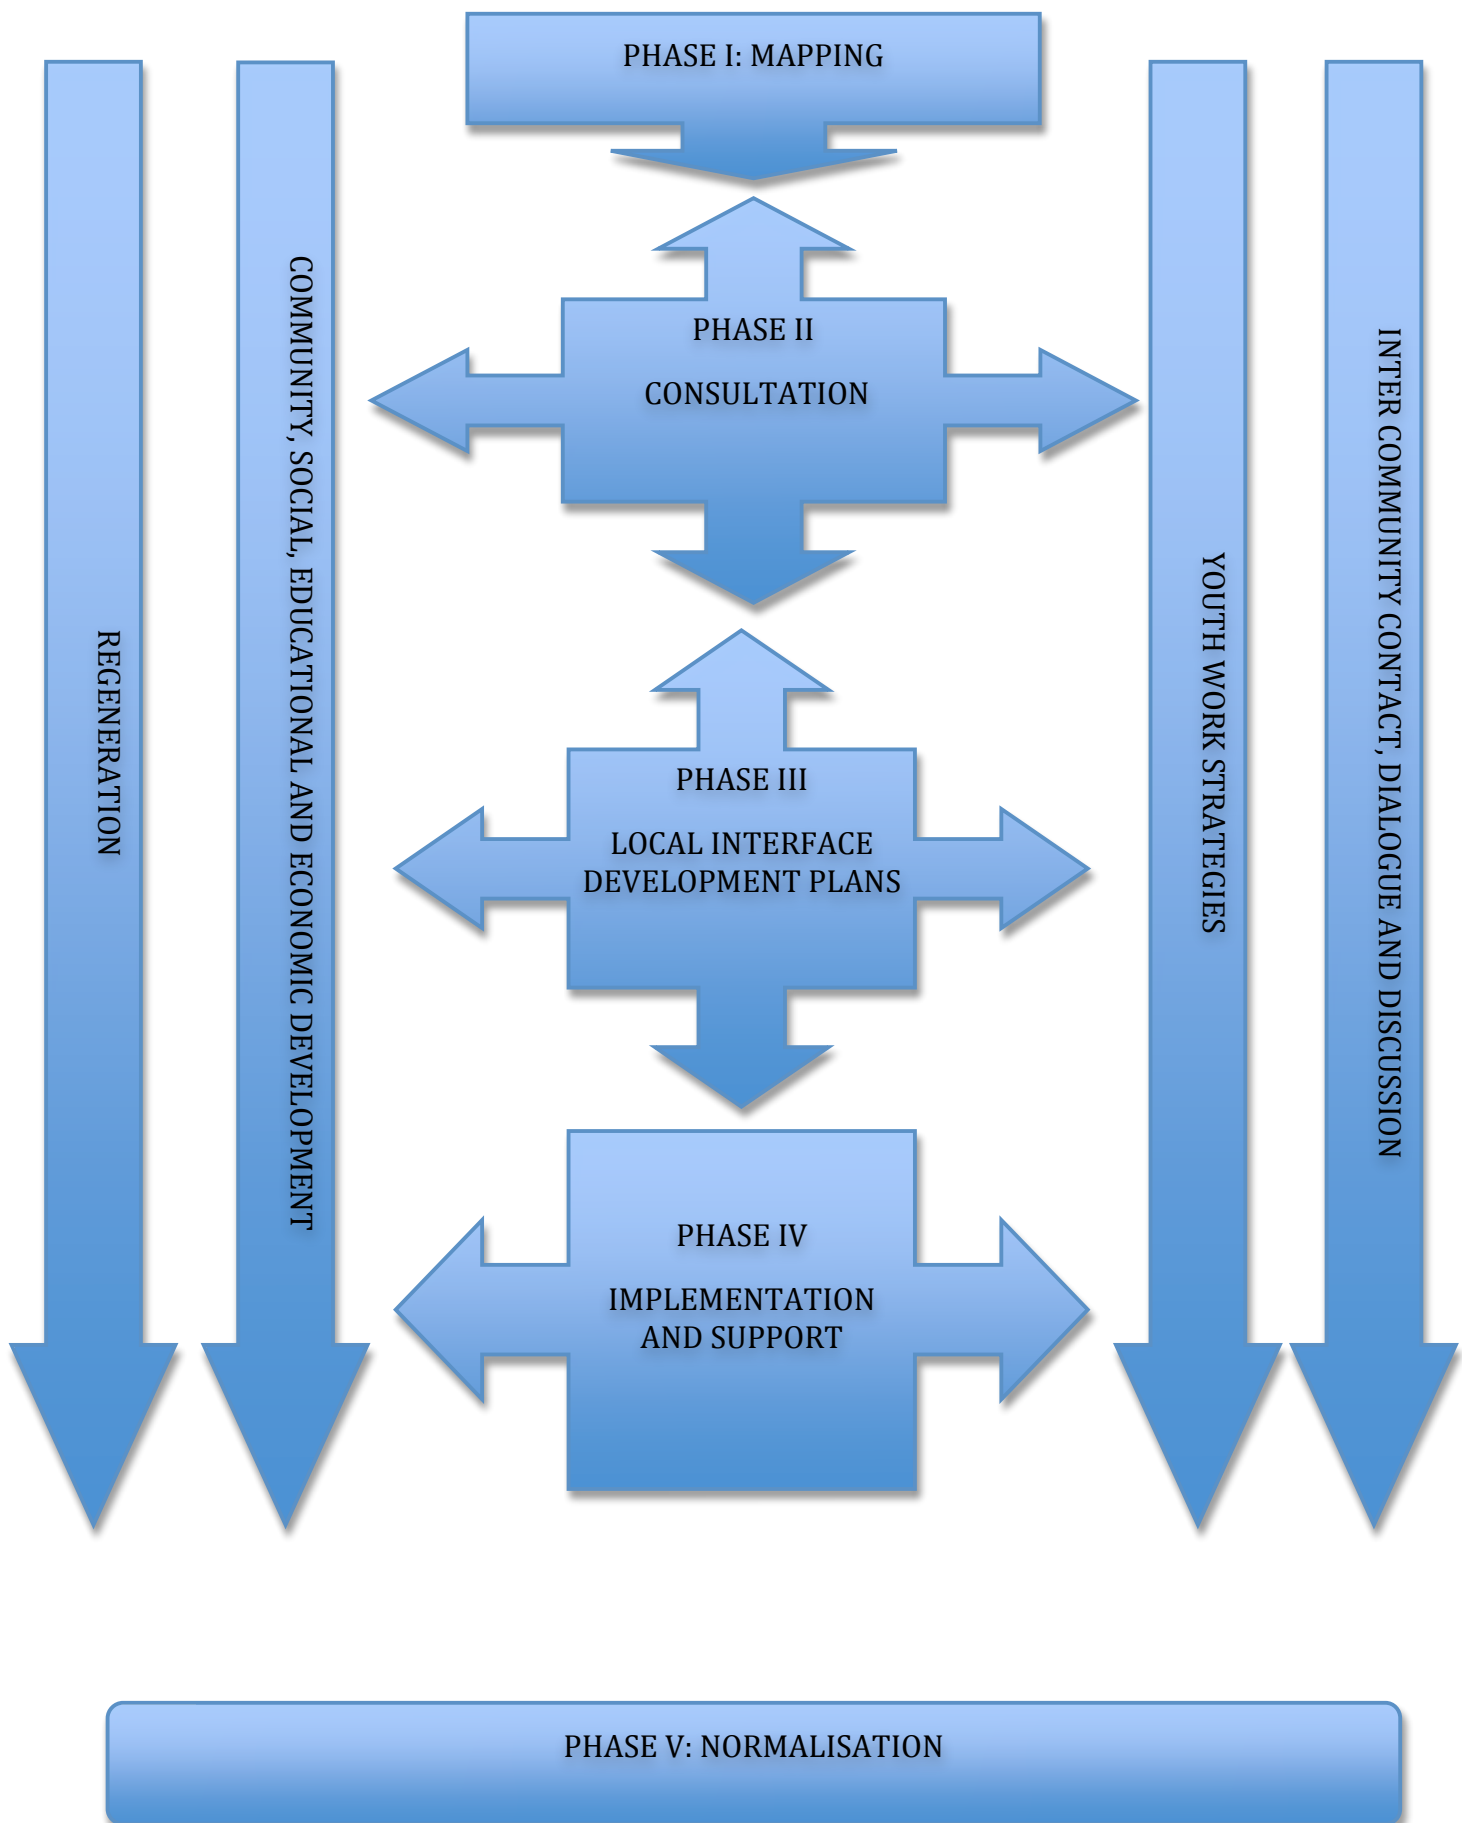 PHASE I: MAPPING
PHASE II
CONSULTATION
PHASE III
LOCAL INTERFACE
DEVELOPMENT PLANS
PHASE IV
IMPLEMENTATION
AND SUPPORT
REGENERATION
COMMUNITY, SOCIAL, EDUCATIONAL AND ECONOMIC DEVELOPMENT
YOUTH WORK STRATEGIES
INTER COMMUNITY CONTACT, DIALOGUE AND DISCUSSION
PHASE V: NORMALISATION